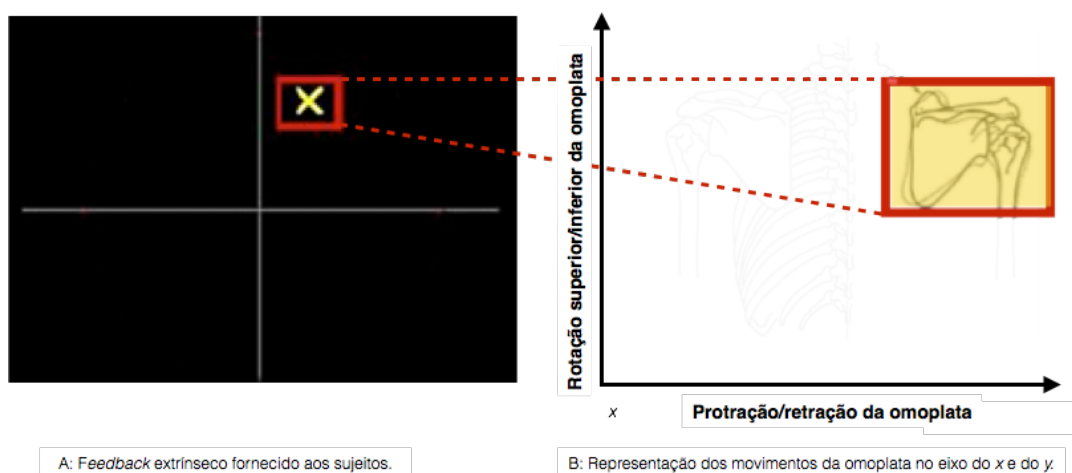 Rotação superior/inferior da omoplata
x
Protração/retração da omoplata
A: Feedback extrínseco fornecido aos sujeitos.
B: Representação dos movimentos da omoplata no eixo do x e do y.